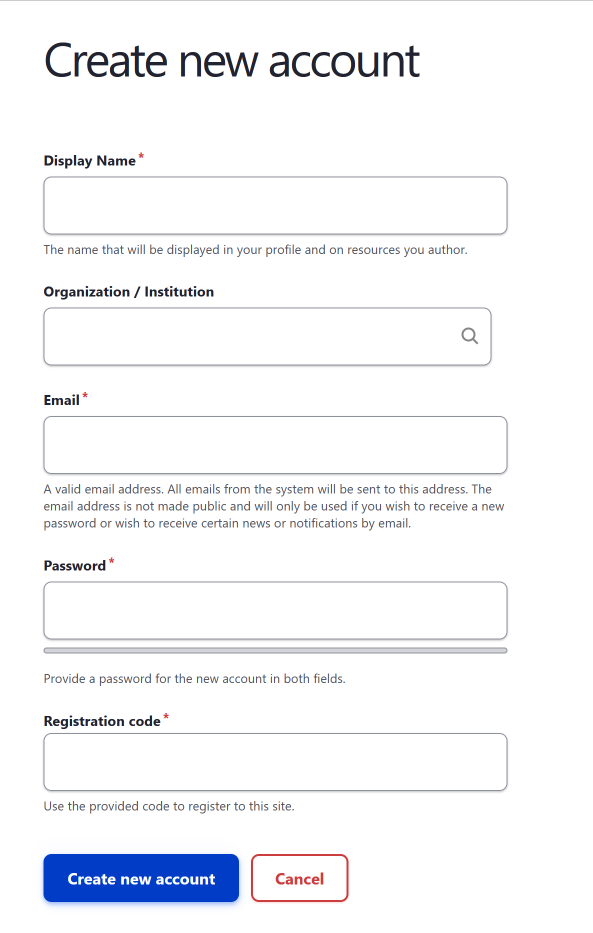 Create new account
Display Name *
The name that will be displayed in your profile and on resources you author.
Organization / Institution
Email *
A valid email address. All emails from the system will be sent to this address. The
email address is not made public and will only be used if you wish to receive a new
password or wish to receive certain news or notifications by email.
Password *
Provide a password for the new account in both fields.
Registration code *
Use the provided code to register to this site.
Create new account
Cancel